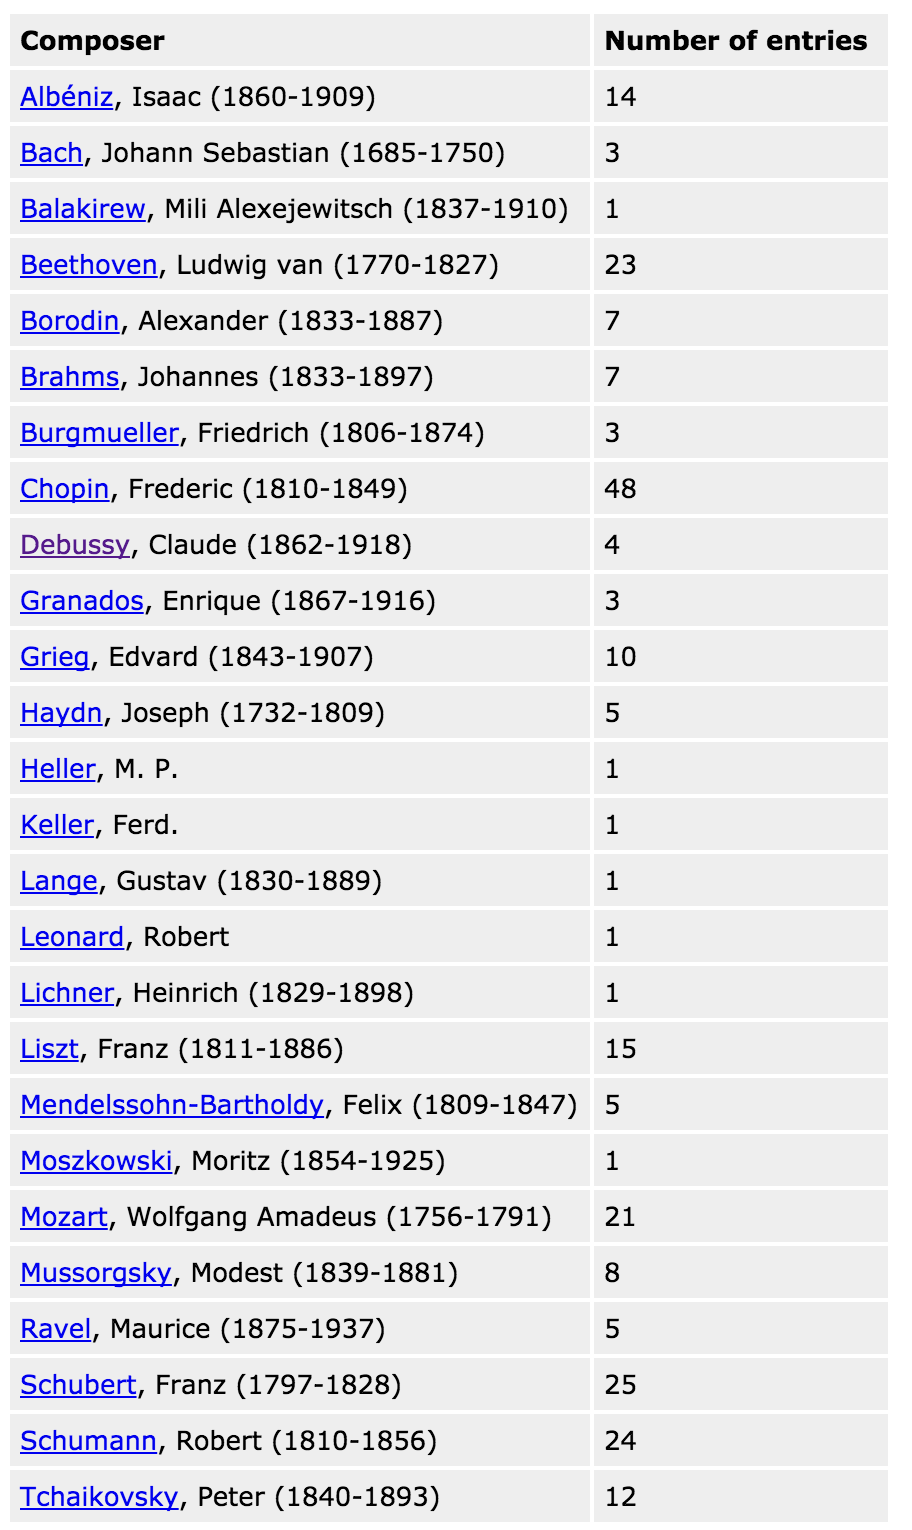 Composer Number of entries
Albéniz, Isaac (1860-1909) 14
Bach, Johann Sebastian (1685-1750) 3
Balakirew, Mili Alexejewitsch (1837-1910) 1
Beethoven, Ludwig van (1770-1827) 23
Borodin, Alexander (1833-1887) 7
Brahms, Johannes (1833-1897) 7
Burgmueller, Friedrich (1806-1874) 3
Chopin, Frederic (1810-1849) 48
Debussy, Claude (1862-1918) 4
Granados, Enrique (1867-1916) 3
Grieg, Edvard (1843-1907) 10
Haydn, Joseph (1732-1809) 5
Heller, M. P. 1
Keller, Ferd. 1
Lange, Gustav (1830-1889) 1
Leonard, Robert 1
Lichner, Heinrich (1829-1898) 1
Liszt, Franz (1811-1886) 15
Mendelssohn-Bartholdy, Felix (1809-1847) 5
Moszkowski, Moritz (1854-1925) 1
Mozart, Wolfgang Amadeus (1756-1791) 21
Mussorgsky, Modest (1839-1881) 8
Ravel, Maurice (1875-1937) 5
Schubert, Franz (1797-1828) 25
Schumann, Robert (1810-1856) 24
Tchaikovsky, Peter (1840-1893) 12